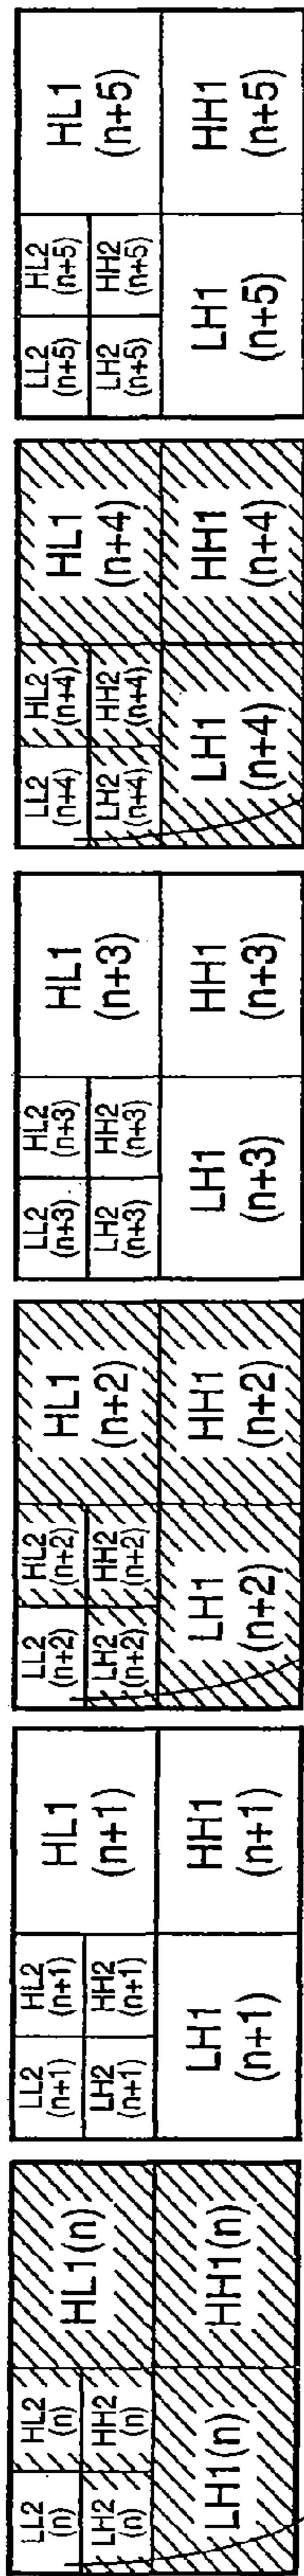 LL2
(n)
HL2
(n)
HL1(n)
LH2
(n)
HH2
(n)
LH1(n)
HH1(n)
LL2
(n+1)
HL2
(n+1)
HL1
(n+1)
LH2
(n+1)
HH2
(n+1)
LH1
(n+1)
HH1
(n+1)
LL2
(n+2)
HL2
(n+2)
HL1
(n+2)
LH2
(n+2)
HH2
(n+2)
LH1
(n+2)
HH1
(n+2)
LL2
(n+3)
HL2
(n+3)
HL1
(n+3)
LH2
(n+3)
HH2
(n+3)
LH1
(n+3)
HH1
(n+3)
LL2
(n+4)
HL2
(n+4)
HL1
(n+4)
LH2
(n+4)
HH2
(n+4)
LH1
(n+4)
HH1
(n+4)
LL2
(n+5)
HL2
(n+5)
HL1
(n+5)
LH2
(n+5)
HH2
(n+5)
LH1
(n+5)
HH1
(n+5)